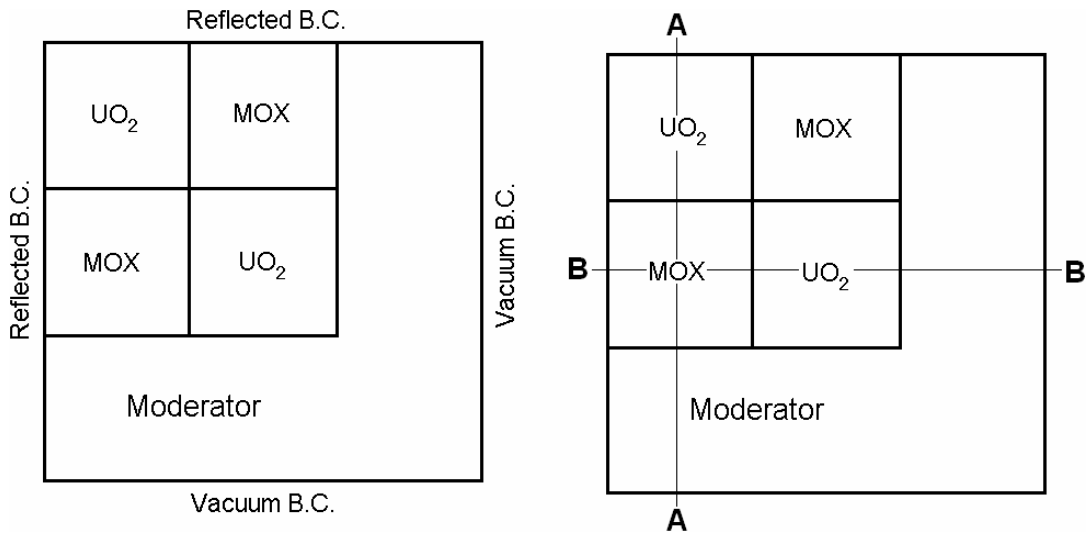 Reflected B.C.
UO₂
MOX
Reflected B.C.
Vacuum B.C.
MOX
UO₂
Moderator
Vacuum B.C.
A
UO₂
MOX
B
MOX
UO₂
B
Moderator
A